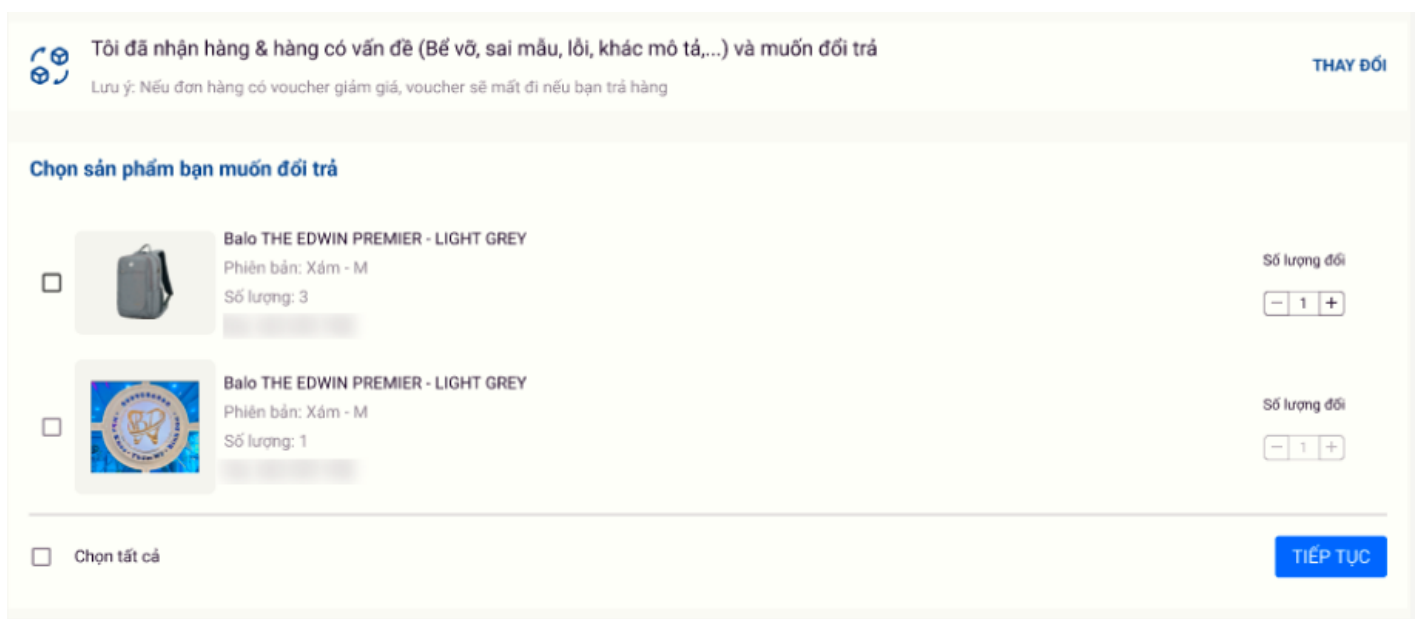 Tôi đã nhận hàng & hàng có vấn đề (Bể vỡ, sai mẫu, lỗi, khác mô tả,...) và muốn đổi trả
THAY ĐỔI
Lưu ý: Nếu đơn hàng có voucher giảm giá, voucher sẽ mất đi nếu bạn trả hàng
Chọn sản phẩm bạn muốn đổi trả
Balo THE EDWIN PREMIER - LIGHT GREY
Phiên bản: Xám - M
Số lượng: 3
Số lượng đổi
− 1 +
Balo THE EDWIN PREMIER - LIGHT GREY
Phiên bản: Xám - M
Số lượng: 1
Số lượng đổi
− 1 +
Chọn tất cả
TIẾP TỤC